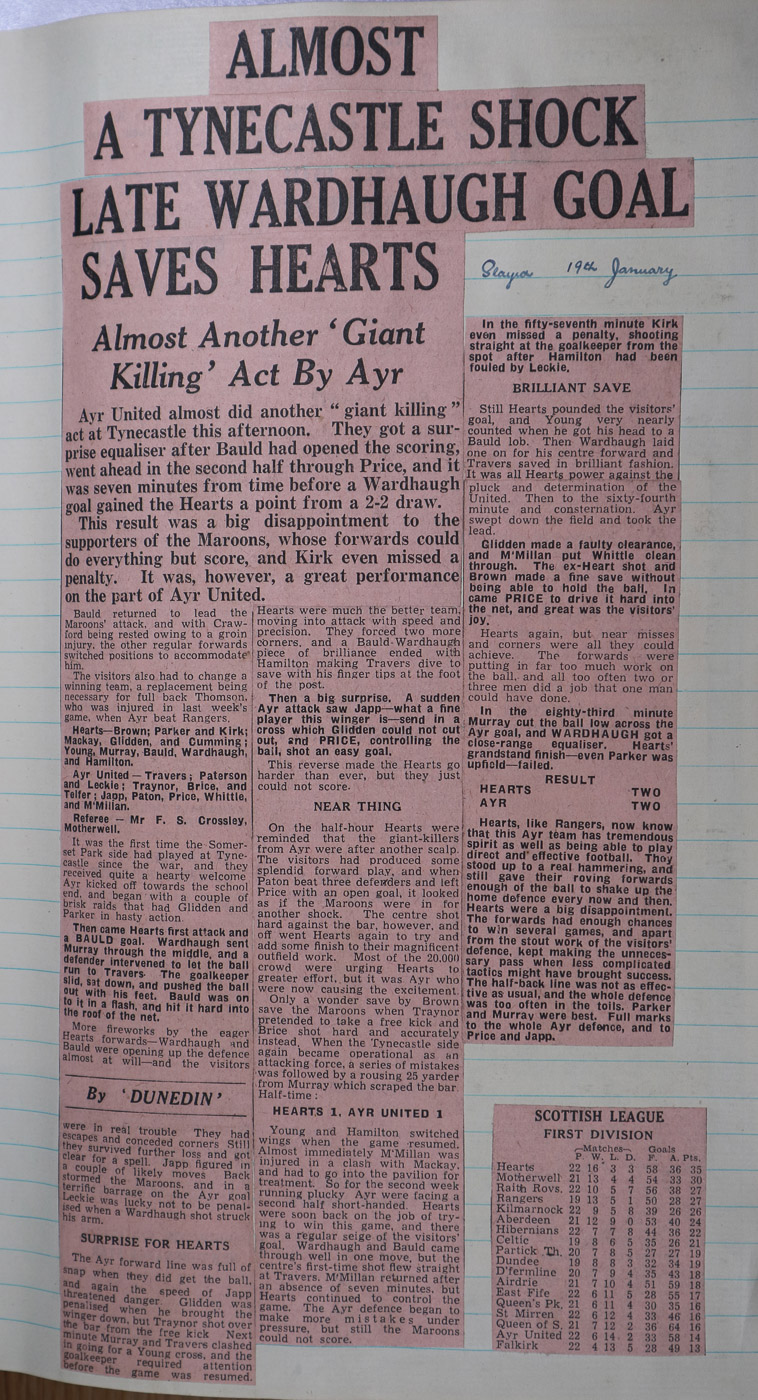 ALMOST
A TYNECASTLE SHOCK
LATE WARDHAUGH GOAL
SAVES HEARTS
Almost Another ‘Giant
Killing’ Act By Ayr
Ayr United almost did another “ giant killing ”
act at Tynecastle this afternoon. They got a sur-
prise equaliser after Bauld had opened the scoring,
went ahead in the second half through Price, and it
was seven minutes from time before a Wardhaugh
goal gained the Hearts a point from a 2-2 draw.
This result was a big disappointment to the
supporters of the Maroons, whose forwards could
do everything but score, and Kirk even missed a
penalty. It was, however, a great performance
on the part of Ayr United.
Bauld returned to lead the
Maroons' attack, and with Craw-
ford being rested owing to a groin
injury, the other regular forwards
switched positions to accommodate
him.
The visitors also had to change a
winning team, a replacement being
necessary for full back Thomson,
who was injured in last week's
game, when Ayr beat Rangers.
Hearts—Brown; Parker and Kirk;
Mackay, Glidden, and Cumming;
Young, Murray, Bauld, Wardhaugh,
and Hamilton.
Ayr United — Travers; Paterson
and Leckie; Traynor, Brice, and
Telfer; Japp, Paton, Price, Whittle,
and M'Millan.
Referee — Mr F. S. Crossley,
Motherwell.
It was the first time the Somer-
set Park side had played at Tyne-
castle since the war, and they
received quite a hearty welcome
Ayr kicked off towards the school
end, and began with a couple of
brisk raids that had Glidden and
Parker in hasty action.
Then came Hearts first attack and
a BAULD goal. Wardhaugh sent
Murray through the middle, and a
defender intervened to let the ball
run to Travers. The goalkeeper
slid, sat down, and pushed the ball
out with his feet. Bauld was on
to it in a flash, and hit it hard into
the roof of the net.
More fireworks by the eager
Hearts forwards—Wardhaugh and
Bauld were opening up the defence
almost at will—and the visitors
By ‘DUNEDIN’
were in real trouble They had
escapes and conceded corners Still
they survived further loss and got
clear for a spell. Japp figured in
a couple of likely moves Back
stormed the Maroons, and in a
terrific barrage on the Ayr goal
Leckie was lucky not to be penal-
ised when a Wardhaugh shot struck
his arm.
SURPRISE FOR HEARTS
The Ayr forward line was full of
snap when they did get the ball,
and again the speed of Japp
threatened danger Glidden was
penalised when he brought the
winger down, but Traynor shot over
the bar from the free kick Next
minute Murray and Travers clashed
in going for a Young cross, and the
goalkeeper required attention
before the game was resumed.
Hearts were much the better team,
moving into attack with speed and
precision. They forced two more
corners, and a Bauld-Wardhaugh
piece of brilliance ended with
Hamilton making Travers dive to
save with his finger tips at the foot
of the post.
Then a big surprise. A sudden
Ayr attack saw Japp—what a fine
player this winger is—send in a
cross which Glidden could not cut
out, and PRICE, controlling the
ball, shot an easy goal.
This reverse made the Hearts go
harder than ever, but they just
could not score.
NEAR THING
On the half-hour Hearts were
reminded that the giant-killers
from Ayr were after another scalp.
The visitors had produced some
splendid forward play, and when
Paton beat three defenders and left
Price with an open goal, it looked
as if the Maroons were in for
another shock. The centre shot
hard against the bar, however, and
off went Hearts again to try and
add some finish to their magnificent
outfield work. Most of the 20,000
crowd were urging Hearts to
greater effort, but it was Ayr who
were now causing the excitement.
Only a wonder save by Brown
save the Maroons when Traynor
pretended to take a free kick and
Brice shot hard and accurately
instead. When the Tynecastle side
again became operational as an
attacking force, a series of mistakes
was followed by a rousing 25 yarder
from Murray which scraped the bar.
Half-time :
HEARTS 1, AYR UNITED 1
Young and Hamilton switched
wings when the game resumed.
Almost immediately M'Millan was
injured in a clash with Mackay,
and had to go into the pavilion for
treatment. So for the second week
running plucky Ayr were facing a
second half short-handed. Hearts
were soon back on the job of try-
ing to win this game, and there
was a regular seige of the visitors'
goal. Wardhaugh and Bauld came
through well in one move, but the
centre's first-time shot flew straight
at Travers. M'Millan returned after
an absence of seven minutes, but
Hearts continued to control the
game. The Ayr defence began to
make more mistakes under
pressure, but still the Maroons
could not score.
19th January
In the fifty-seventh minute Kirk
even missed a penalty, shooting
straight at the goalkeeper from the
spot after Hamilton had been
fouled by Leckie.
BRILLIANT SAVE
Still Hearts pounded the visitors'
goal, and Young very nearly
counted when he got his head to a
Bauld lob. Then Wardhaugh laid
one on for his centre forward and
Travers saved in brilliant fashion.
It was all Hearts power against the
pluck and determination of the
United. Then to the sixty-fourth
minute and consternation. Ayr
swept down the field and took the
lead.
Glidden made a faulty clearance,
and M'Millan put Whittle clean
through. The ex-Heart shot and
Brown made a fine save without
being able to hold the ball. In
came PRICE to drive it hard into
the net, and great was the visitors'
joy.
Hearts again, but near misses
and corners were all they could
achieve. The forwards were
putting in far too much work on
the ball, and all too often two or
three men did a job that one man
could have done.
In the eighty-third minute
Murray cut the ball low across the
Ayr goal, and WARDHAUGH got a
close-range equaliser. Hearts'
grandstand finish—even Parker was
upfield—failed.
RESULT
HEARTS TWO
AYR TWO
Hearts, like Rangers, now know
that this Ayr team has tremendous
spirit as well as being able to play
direct and effective football. They
stood up to a real hammering, and
still gave their roving forwards
enough of the ball to shake up the
home defence every now and then.
Hearts were a big disappointment.
The forwards had enough chances
to win several games, and apart
from the stout work of the visitors'
defence, kept making the unneces-
sary pass when less complicated
tactics might have brought success.
The half-back line was not as effec-
tive as usual, and the whole defence
was too often in the toils. Parker
and Murray were best. Full marks
to the whole Ayr defence, and to
Price and Japp.
SCOTTISH LEAGUE
FIRST DIVISION
Matches Goals
P. W. L. D. F. A. Pts.
Hearts 22 16 3 3 58 36 35
Motherwell 21 13 4 4 54 33 30
Raith Rovs. 22 10 5 7 56 38 27
Rangers 19 13 5 1 50 28 27
Kilmarnock 22 9 5 8 39 26 26
Aberdeen 21 12 9 0 53 40 24
Hibernians 22 7 7 8 44 36 22
Celtic 19 8 6 5 35 26 21
Partick Th. 20 7 8 5 27 27 19
Dundee 19 8 8 3 32 34 19
D'fermline 20 7 9 4 35 43 18
Airdrie 21 7 10 4 51 59 18
East Fife 22 6 11 5 28 55 17
Queen's Pk. 21 6 11 4 30 35 16
St Mirren 22 6 12 4 33 46 16
Queen of S. 21 7 12 2 36 64 16
Ayr United 22 6 14 2 33 58 14
Falkirk 22 4 13 5 28 49 13